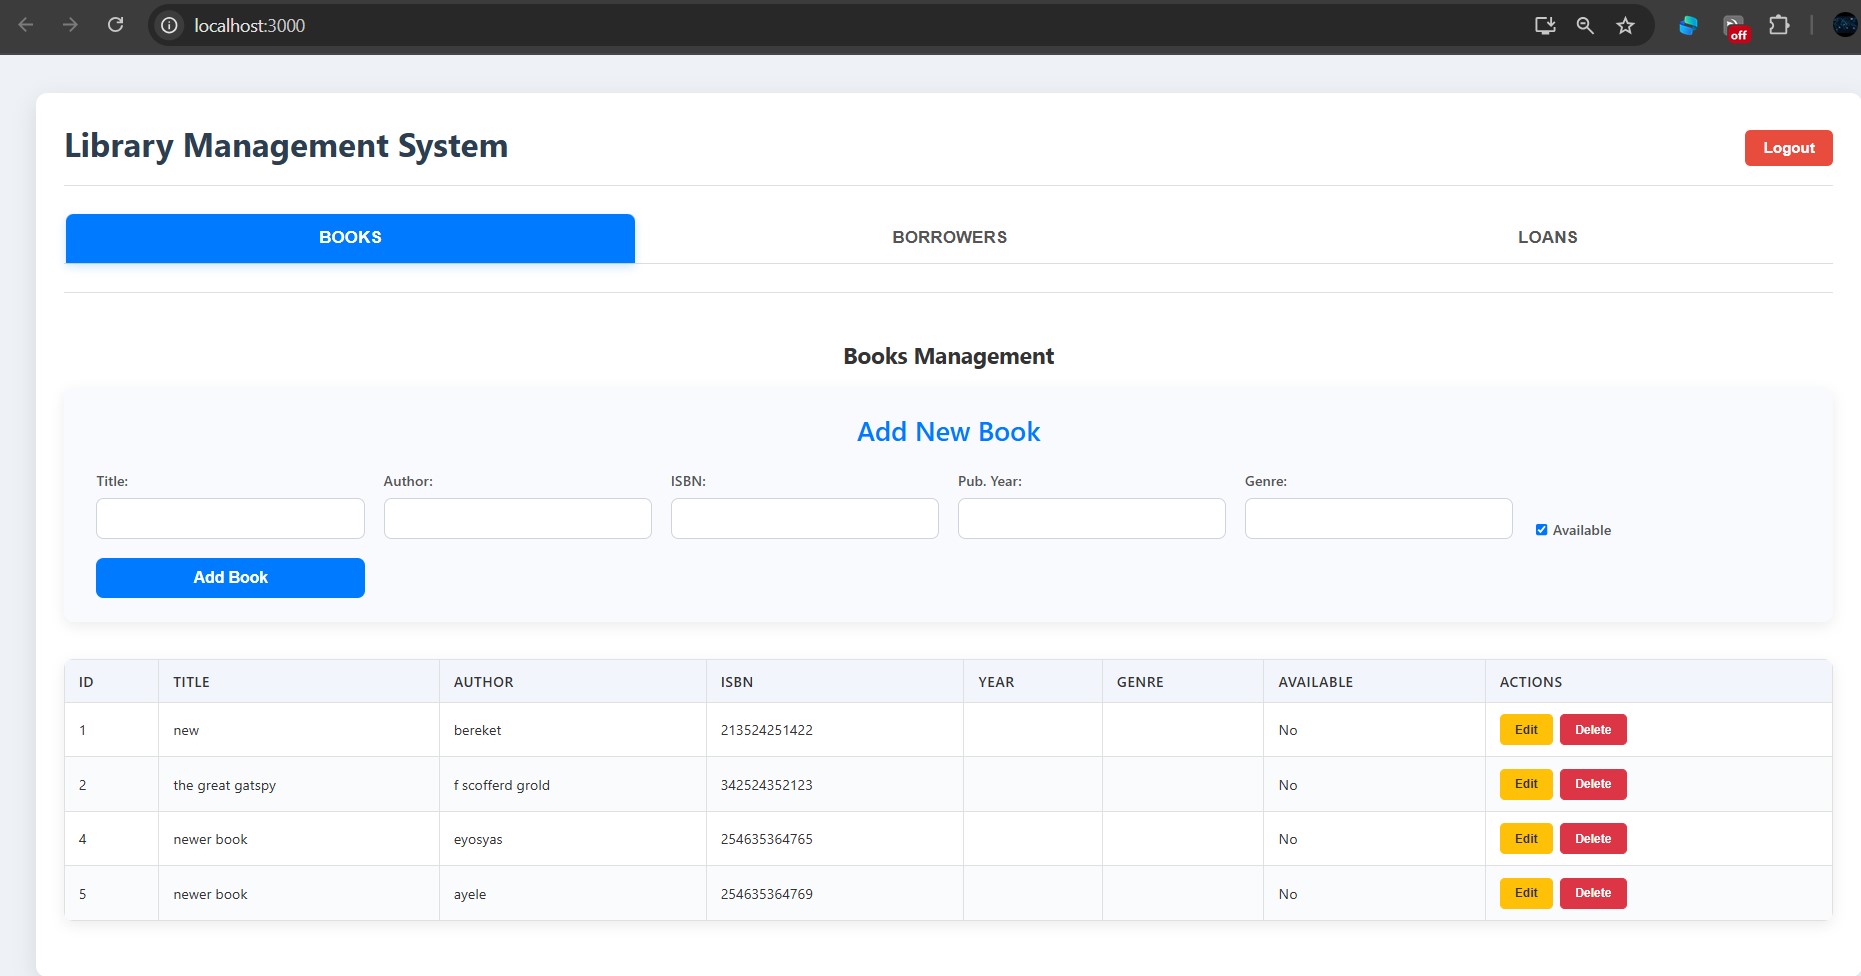 localhost:3000
off
Library Management System
Logout
BOOKS BORROWERS LOANS
Books Management
Add New Book
Title: Author: ISBN: Pub. Year: Genre:
Available
Add Book
ID TITLE AUTHOR ISBN YEAR GENRE AVAILABLE ACTIONS
1 new bereket 213524251422 No Edit Delete
2 the great gatspy f scofferd grold 342524352123 No Edit Delete
4 newer book eyosyas 254635364765 No Edit Delete
5 newer book ayele 254635364769 No Edit Delete